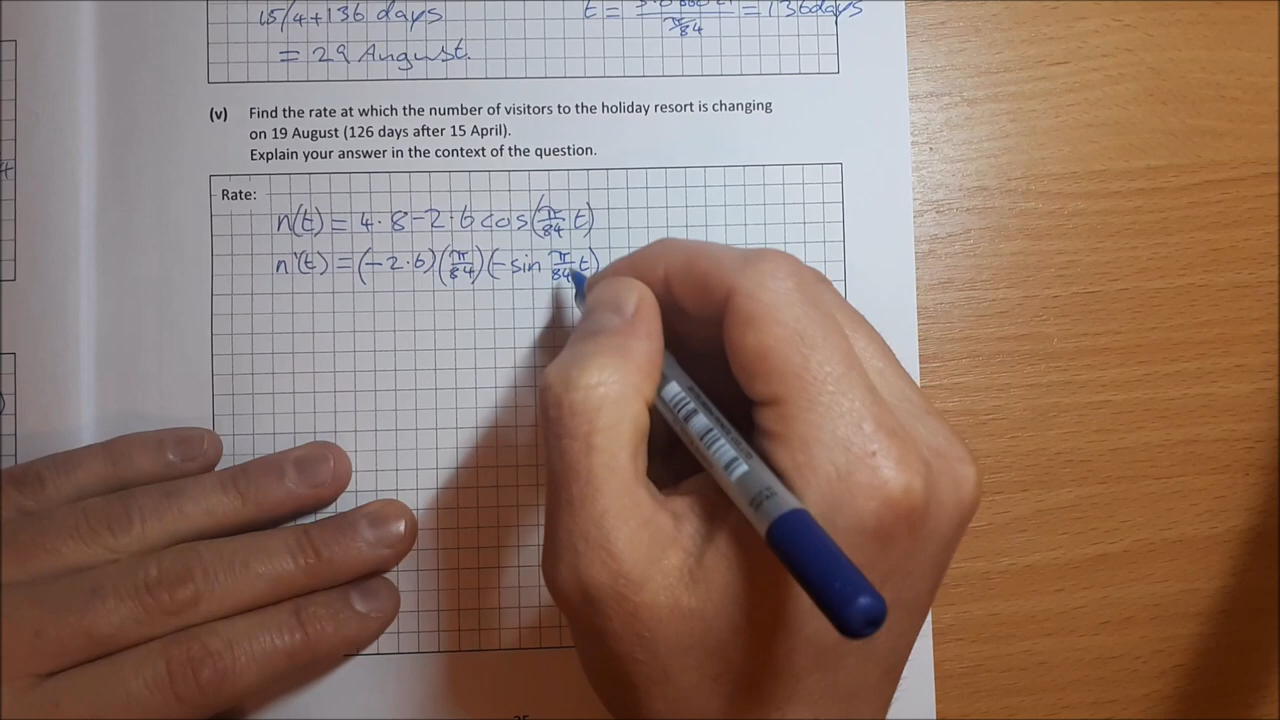 15/4+136 days
t = π/84 = 136days
= 29 August.
(v) Find the rate at which the number of visitors to the holiday resort is changing
on 19 August (126 days after 15 April).
Explain your answer in the context of the question.
Rate:
n(t) = 4.8-2.6 cos(π/84 t)
n'(t) = (-2.6)(π/84)(-sin π/84 t)